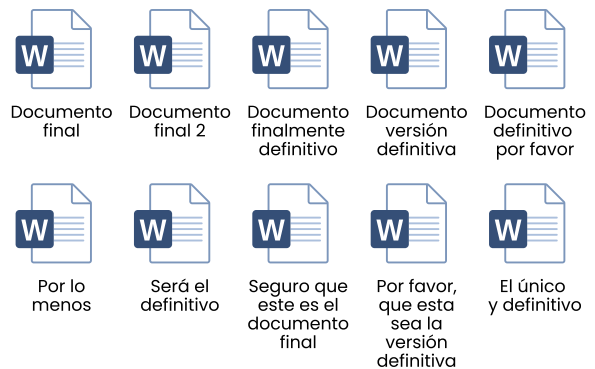 W
Documento
final
W
Documento
final 2
W
Documento
finalmente
definitivo
W
Documento
versión
definitiva
W
Documento
definitivo
por favor
W
Por lo
menos
W
Será el
definitivo
W
Seguro que
este es el
documento
final
W
Por favor,
que esta
sea la
versión
definitiva
W
El único
y definitivo